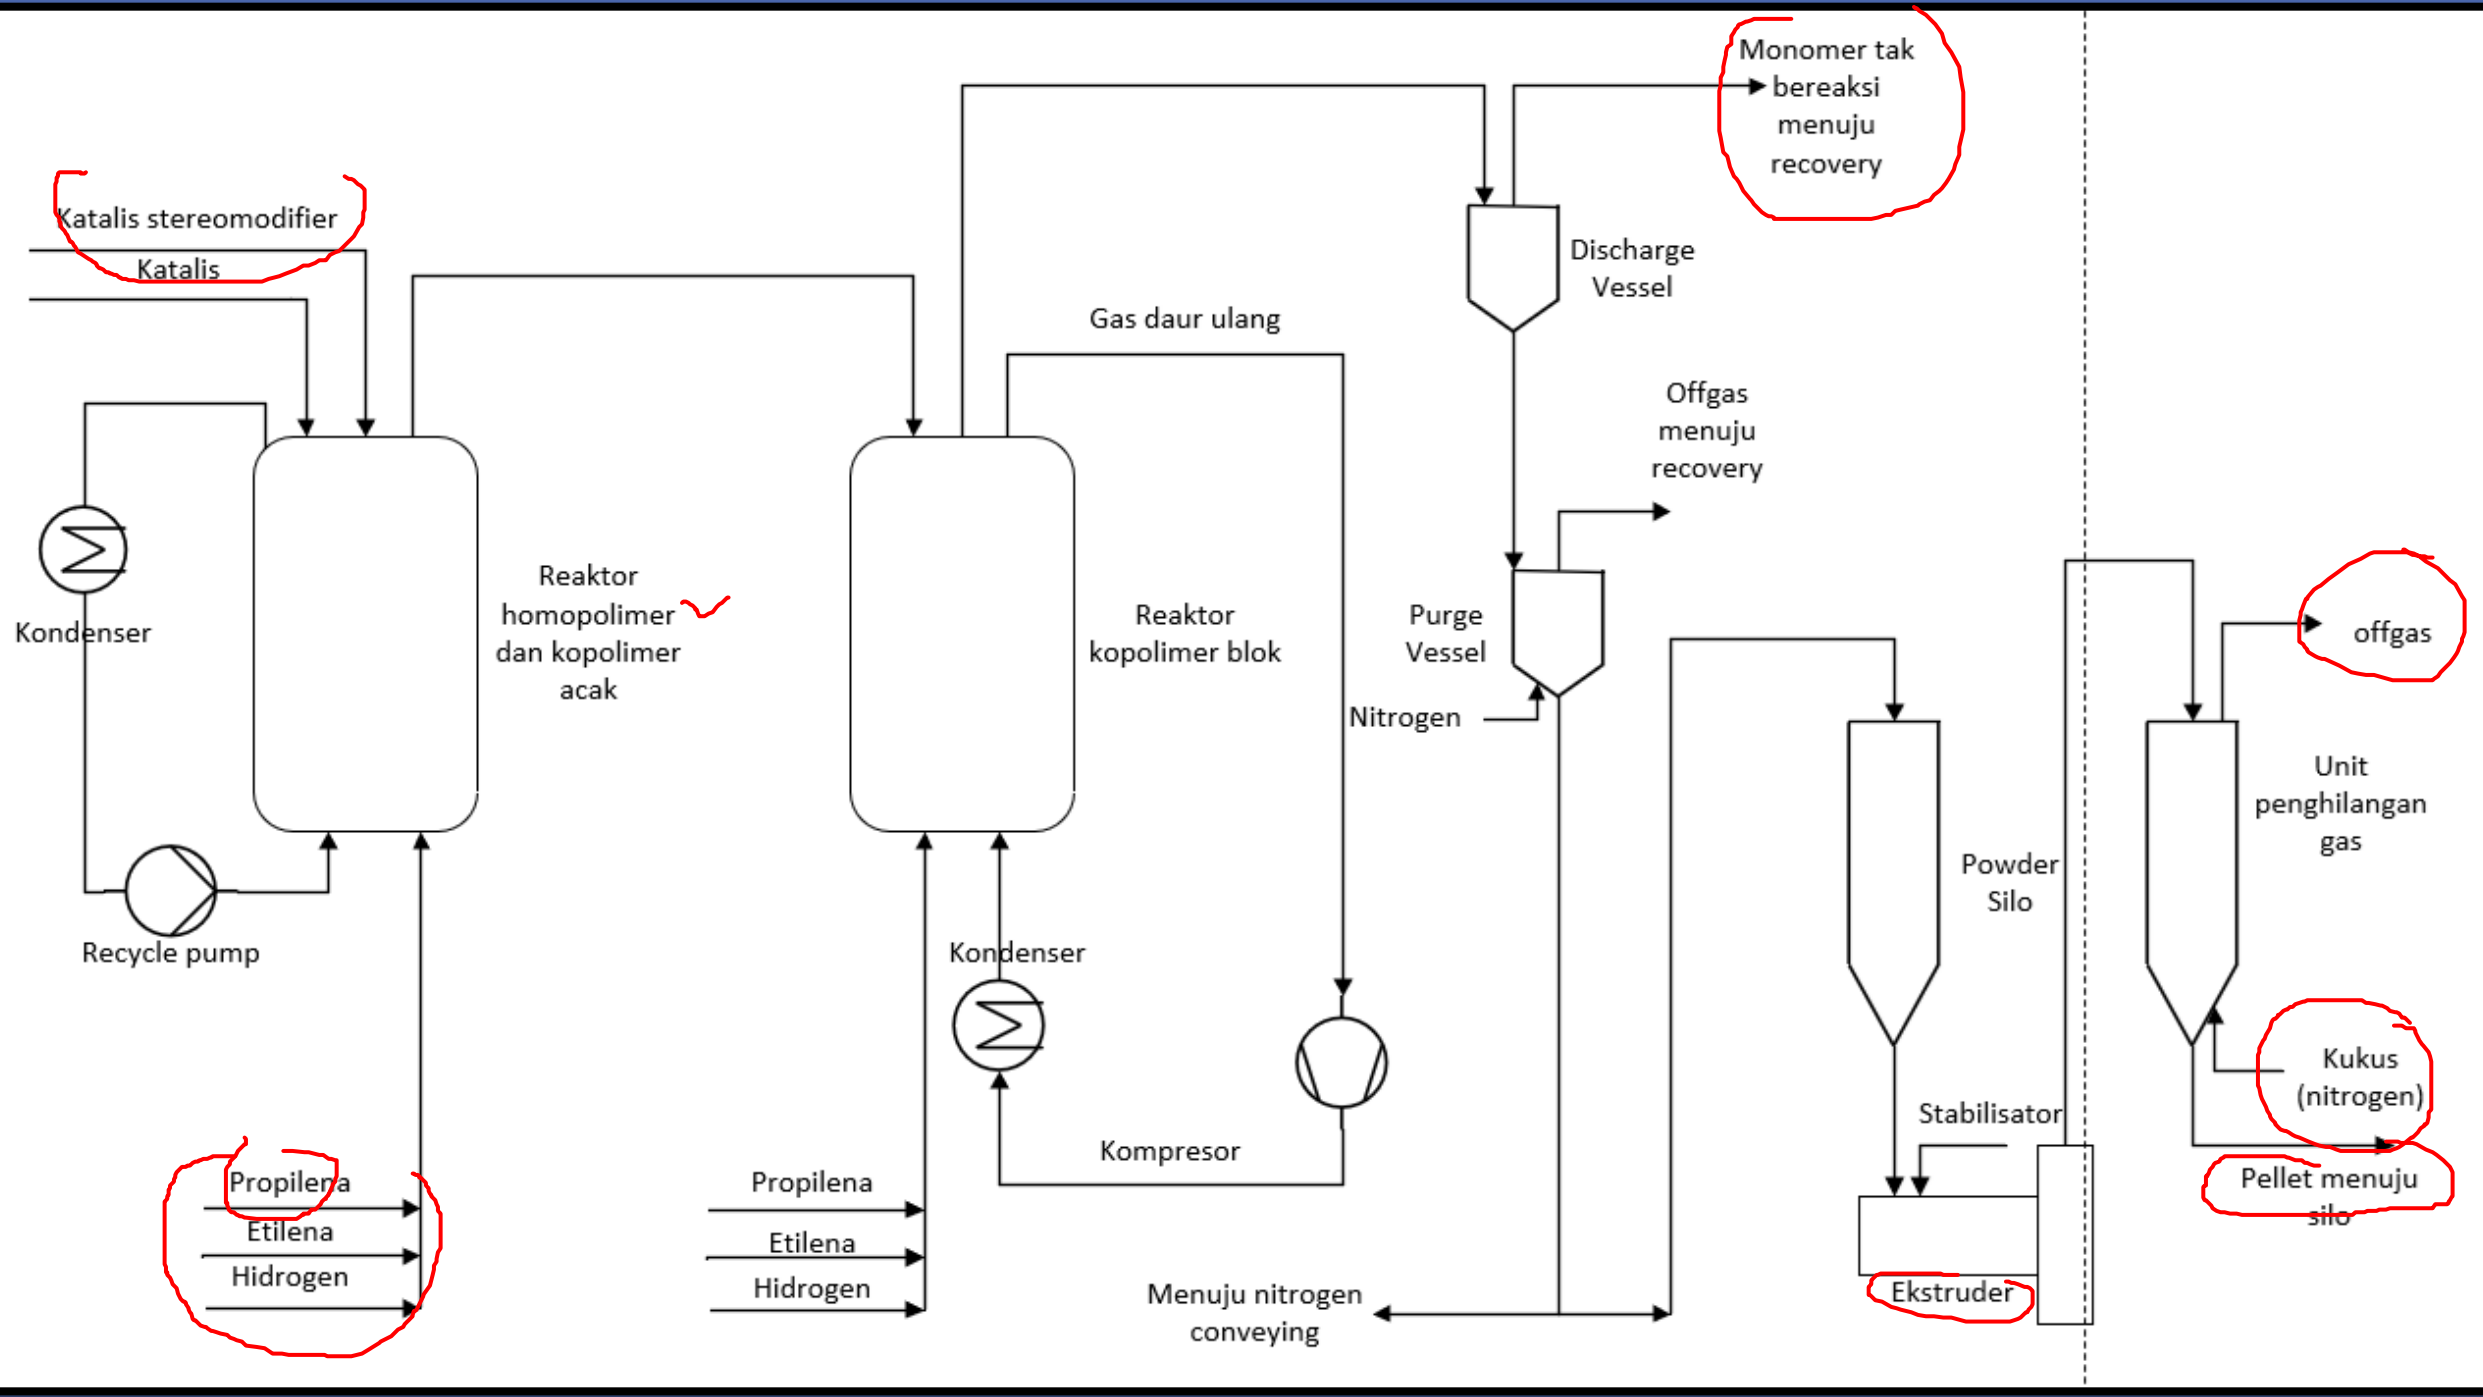 Monomer tak
bereaksi
menuju
recovery
Katalis stereomodifier
Katalis
Discharge
Vessel
Gas daur ulang
Offgas
menuju
recovery
Kondenser
Reaktor
homopolimer
dan kopolimer
acak
Reaktor
kopolimer blok
Purge
Vessel
Nitrogen
offgas
Unit
penghilangan
gas
Powder
Silo
Recycle pump
Kondenser
Kukus
(nitrogen)
Stabilisator
Kompresor
Propilena
Etilena
Hidrogen
Propilena
Etilena
Hidrogen
Pellet menuju
silo
Menuju nitrogen
conveying
Ekstruder